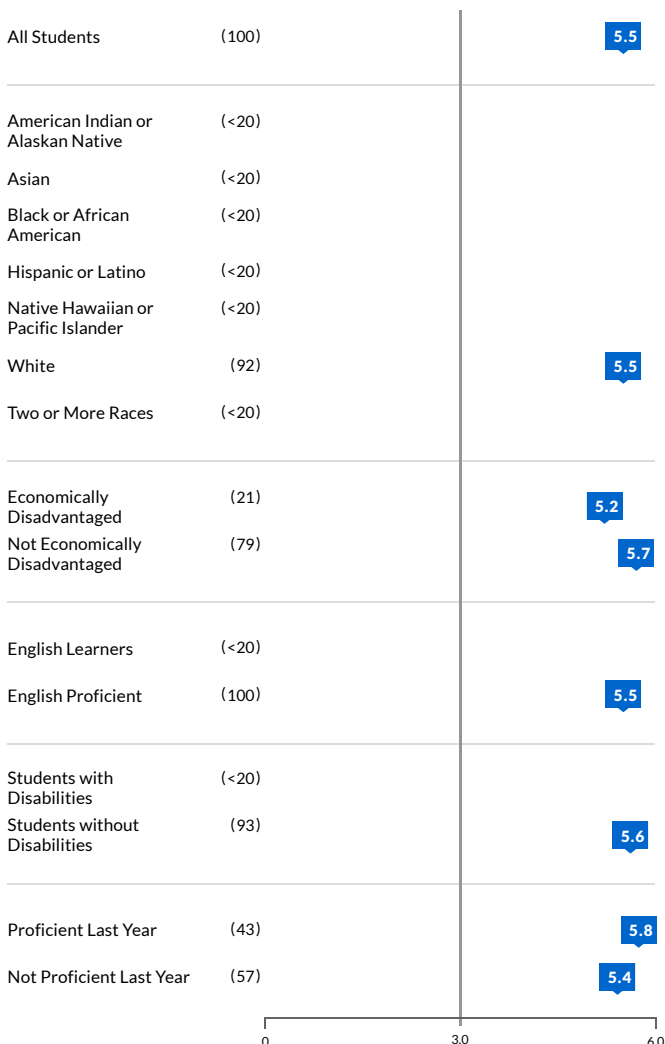 All Students (100) 5.5
American Indian or (<20)
Alaskan Native
Asian (<20)
Black or African (<20)
American
Hispanic or Latino (<20)
Native Hawaiian or (<20)
Pacific Islander
White (92) 5.5
Two or More Races (<20)
Economically (21) 5.2
Disadvantaged
Not Economically (79) 5.7
Disadvantaged
English Learners (<20)
English Proficient (100) 5.5
Students with (<20)
Disabilities
Students without (93) 5.6
Disabilities
Proficient Last Year (43) 5.8
Not Proficient Last Year (57) 5.4
0 3.0 6.0